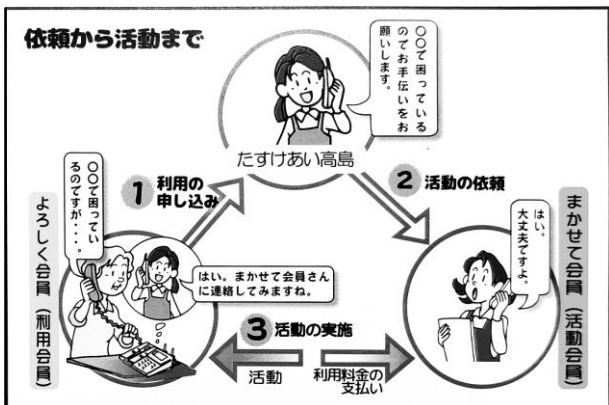 依頼から活動まで
〇〇で困っている
のでお手伝いをお
願いします。
たすけあい高島
1 利用の
申し込み
2 活動の依頼
〇〇で困ってい
るのですが・・・。
はい。まかせて会員さん
に連絡してみますね。
はい。
大丈夫ですよ。
よろしく会員（利用会員）
まかせて会員（活動会員）
3 活動の実施
活動
利用料金の
支払い